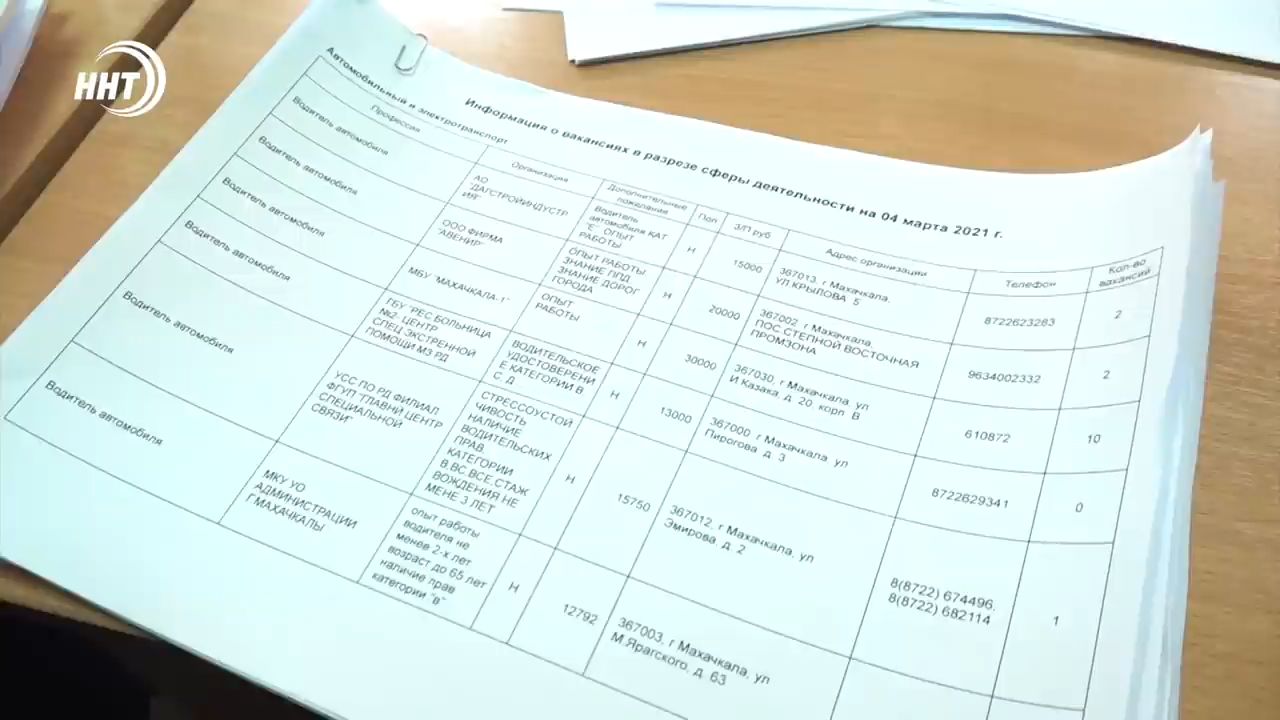 ННТ
Информация о вакансиях в разрезе сферы деятельности на 04 марта 2021 г.
Автомобильный и электротранспорт
Профессия
Организация
Дополнительные
пожелания
Пол
З/П руб
Адрес организации
Телефон
Кол-во
вакансий
Водитель автомобиля
АО
"ДАГСТРОЙИНДУСТР
ИЯ"
Водитель
автомобиля КАТ
"Е". ОПЫТ
РАБОТЫ
Н
15000
367013, г Махачкала,
УЛ КРЫЛОВА 5
8722623283
2
Водитель автомобиля
ООО ФИРМА
"АВЕНИР"
ОПЫТ РАБОТЫ
ЗНАНИЕ ППД
ЗНАНИЕ ДОРОГ
ГОРОДА
Н
20000
367002, г Махачкала,
ПОС.СТЕПНОЙ ВОСТОЧНАЯ
ПРОМЗОНА
9634002332
2
Водитель автомобиля
МБУ "МАХАЧКАЛА-1"
ОПЫТ
РАБОТЫ
Н
30000
367030, г Махачкала, ул
И Казака, д. 20, корп. В
610872
10
Водитель автомобиля
ГБУ "РЕС БОЛЬНИЦА
№2, ЦЕНТР
СПЕЦ ЭКСТРЕННОЙ
ПОМОЩИ МЗ РД
ВОДИТЕЛЬСКОЕ
УДОСТОВЕРЕНИ
Е КАТЕГОРИИ В
С, Д
Н
13000
367000, г Махачкала, ул
Пирогова, д. 3
8722629341
0
Водитель автомобиля
УСС ПО РД ФИЛИАЛ
ФГУП "ГЛАВНЙ ЦЕНТР
СПЕЦИАЛЬНОЙ
СВЯЗИ"
СТРЕССОУСТОЙ
ЧИВОСТЬ
НАЛИЧИЕ
ВОДИТЕЛЬСКИХ
ПРАВ.
КАТЕГОРИИ
В.ВС.ВСЕ.СТАЖ
ВОЖДЕНИЯ НЕ
МЕНЕ 3 ЛЕТ
Н
15750
367012, г Махачкала, ул
Эмирова, д. 2
8(8722) 674496,
8(8722) 682114
1
Водитель автомобиля
МКУ УО
АДМИНИСТРАЦИИ
Г.МАХАЧКАЛЫ
опыт работы
водителя не
менее 2-х лет
возраст до 65 лет
наличие прав
категории "в"
Н
12792
367003, г Махачкала, ул
М.Ярагского, д. 63